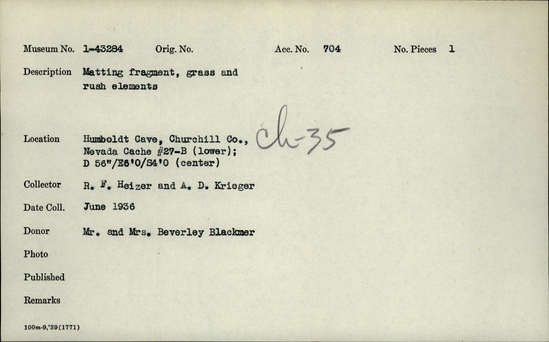 Museum No. 1-43284 Orig. No. Acc. No. 704 No. Pieces 1
Description Matting fragment, grass and
rush elements
Location Humboldt Cave, Churchill Co.,
Nevada Cache #27-B (lower);
D 56"/E6'0/S4'0 (center)
Ch-35
Collector R. F. Heizer and A. D. Krieger
Date Coll. June 1936
Donor Mr. and Mrs. Beverley Blackmer
Photo
Published
Remarks
100m-9,'39(1771)